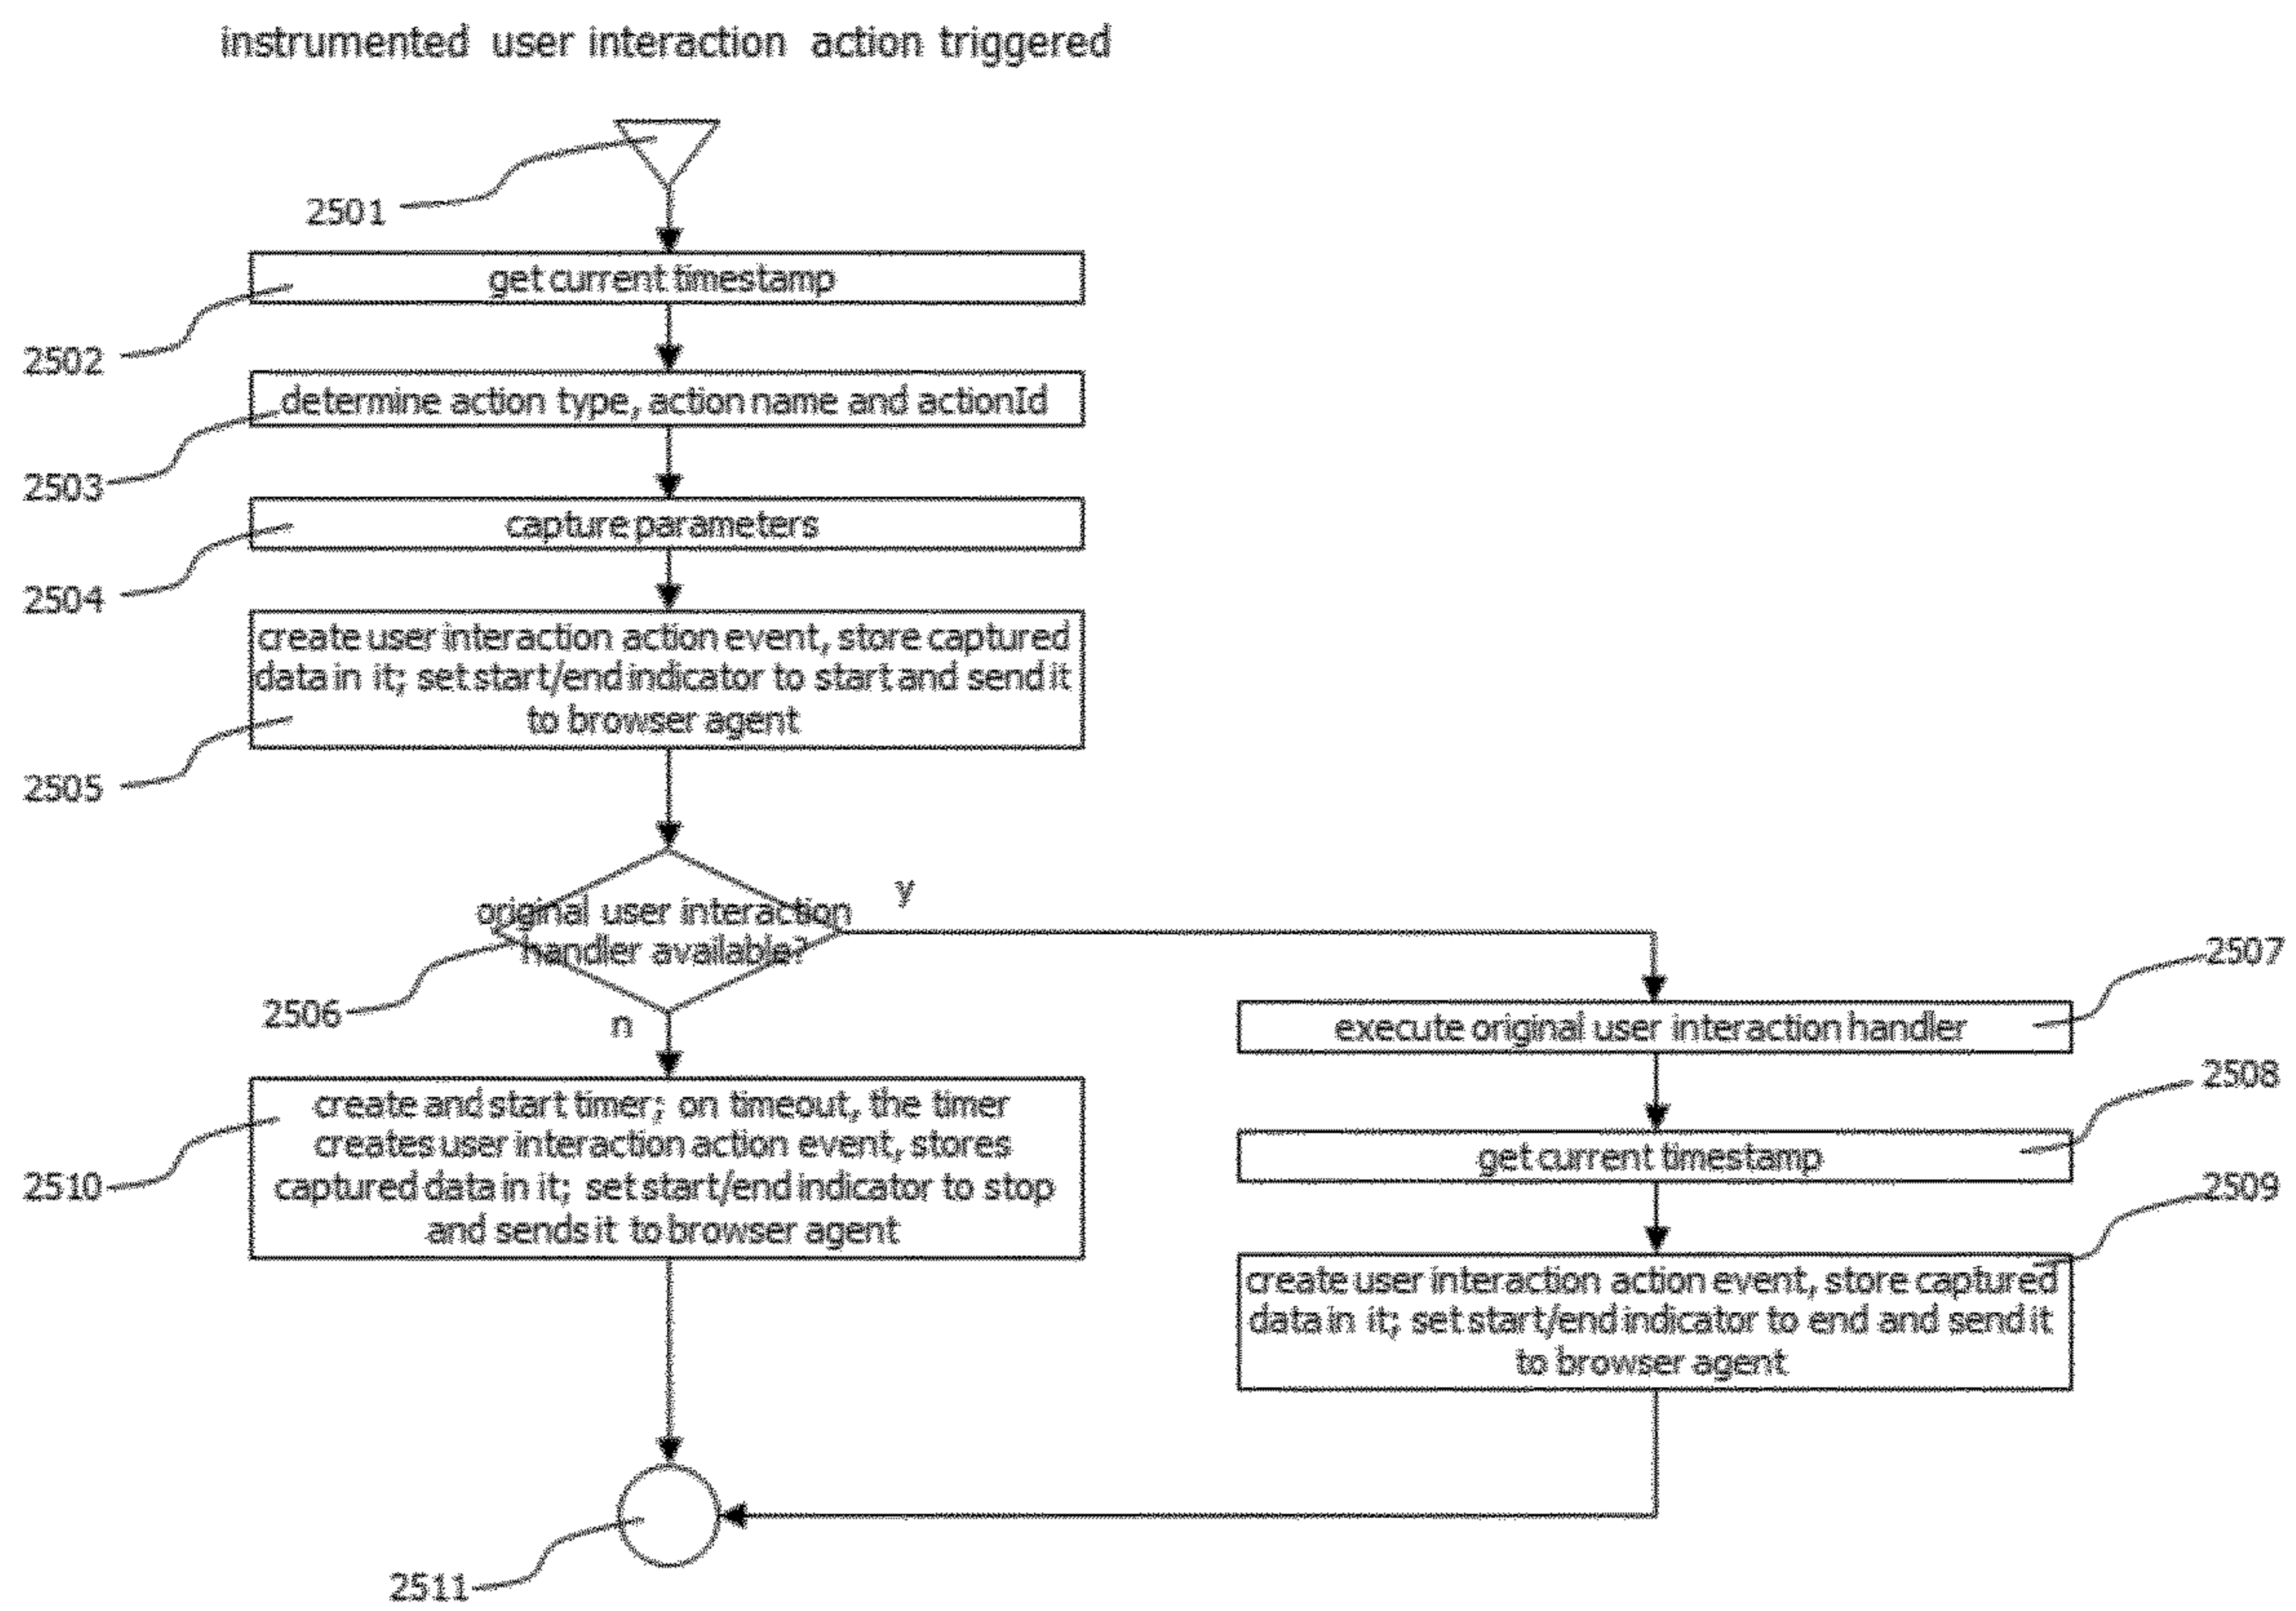 instrumented user interaction action triggered
2501
get current timestamp
2502
determine action type, action name and actionId
2503
capture parameters
2504
create user interaction action event, store captured
data in it; set start/end indicator to start and send it
to browser agent
2505
y
original user interaction
handler available?
2506
n
2507
execute original user interaction handler
2508
get current timestamp
2509
create user interaction action event, store captured
data in it; set start/end indicator to end and send it
to browser agent
create and start timer; on timeout, the timer
creates user interaction action event, stores
captured data in it; set start/end indicator to stop
and sends it to browser agent
2510
2511